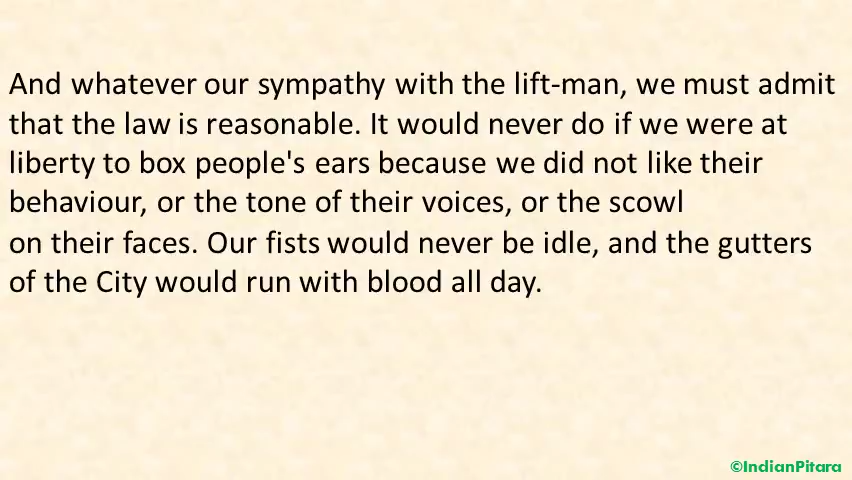 And whatever our sympathy with the lift-man, we must admit
that the law is reasonable. It would never do if we were at
liberty to box people's ears because we did not like their
behaviour, or the tone of their voices, or the scowl
on their faces. Our fists would never be idle, and the gutters
of the City would run with blood all day.
©IndianPitara